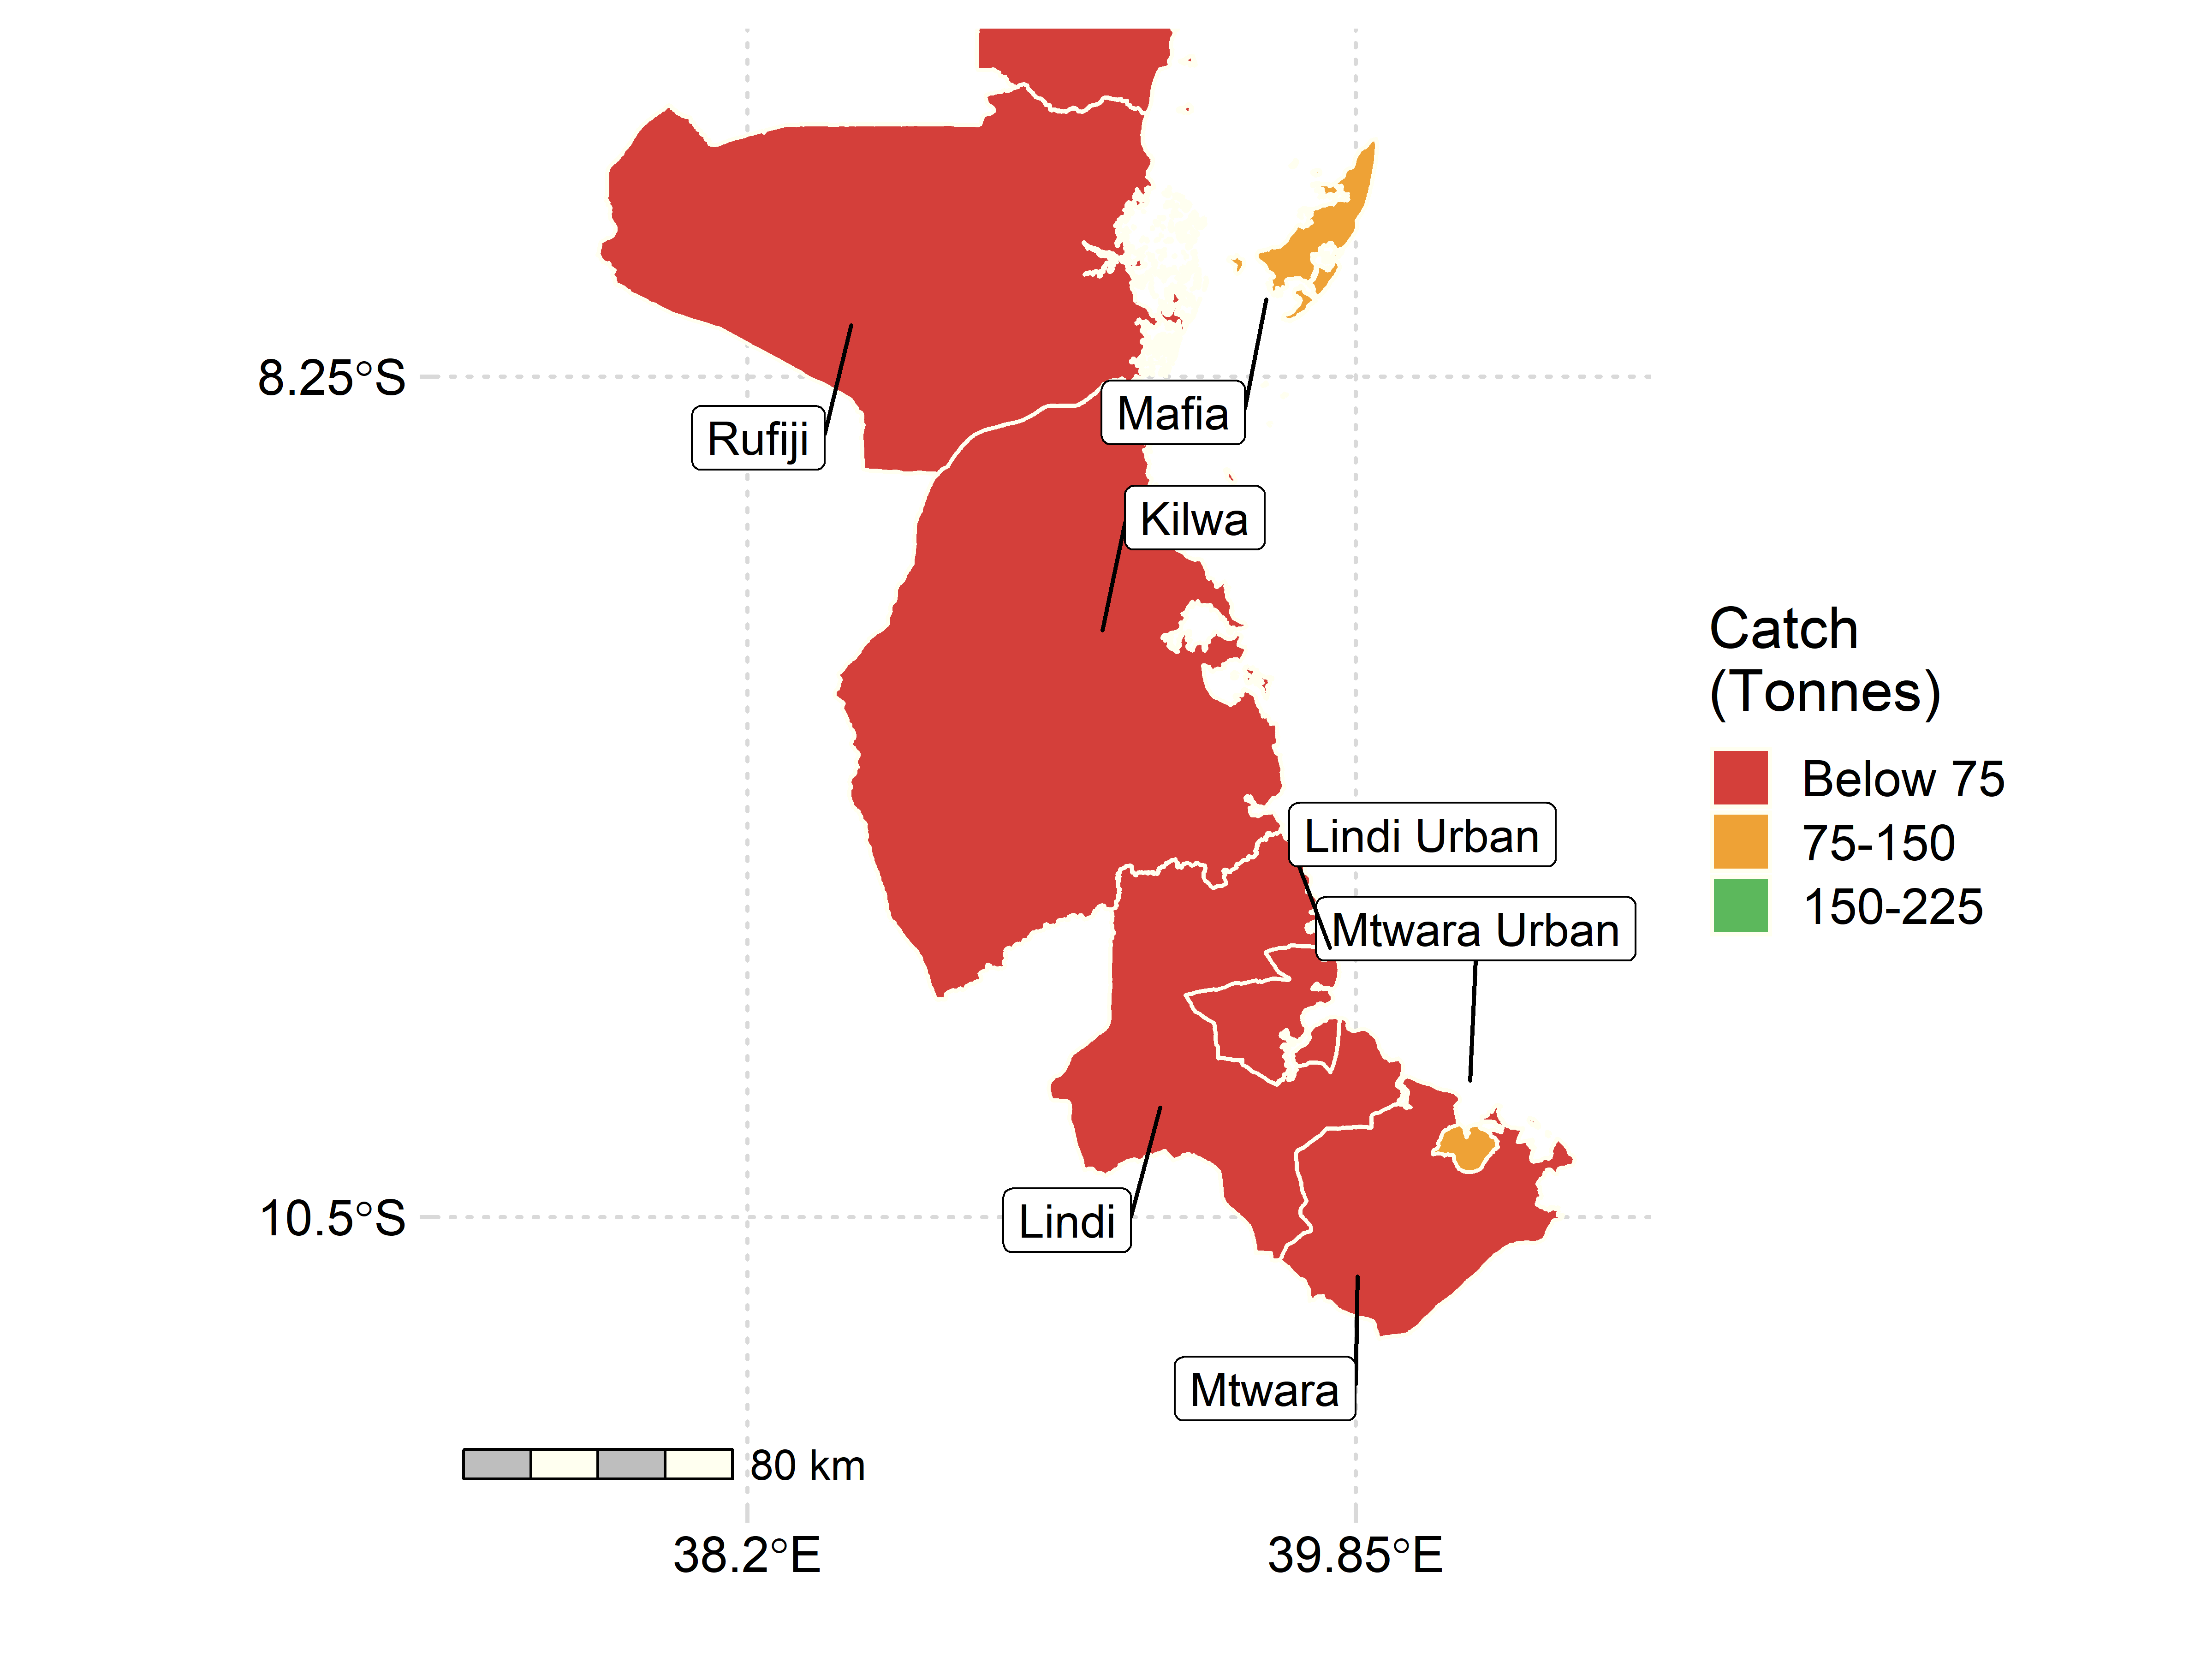 8.25°S
Mafia
Rufiji
Kilwa
Lindi Urban
Mtwara Urban
10.5°S
Lindi
Mtwara
80 km
38.2°E
39.85°E
Catch
(Tonnes)
Below 75
75-150
150-225